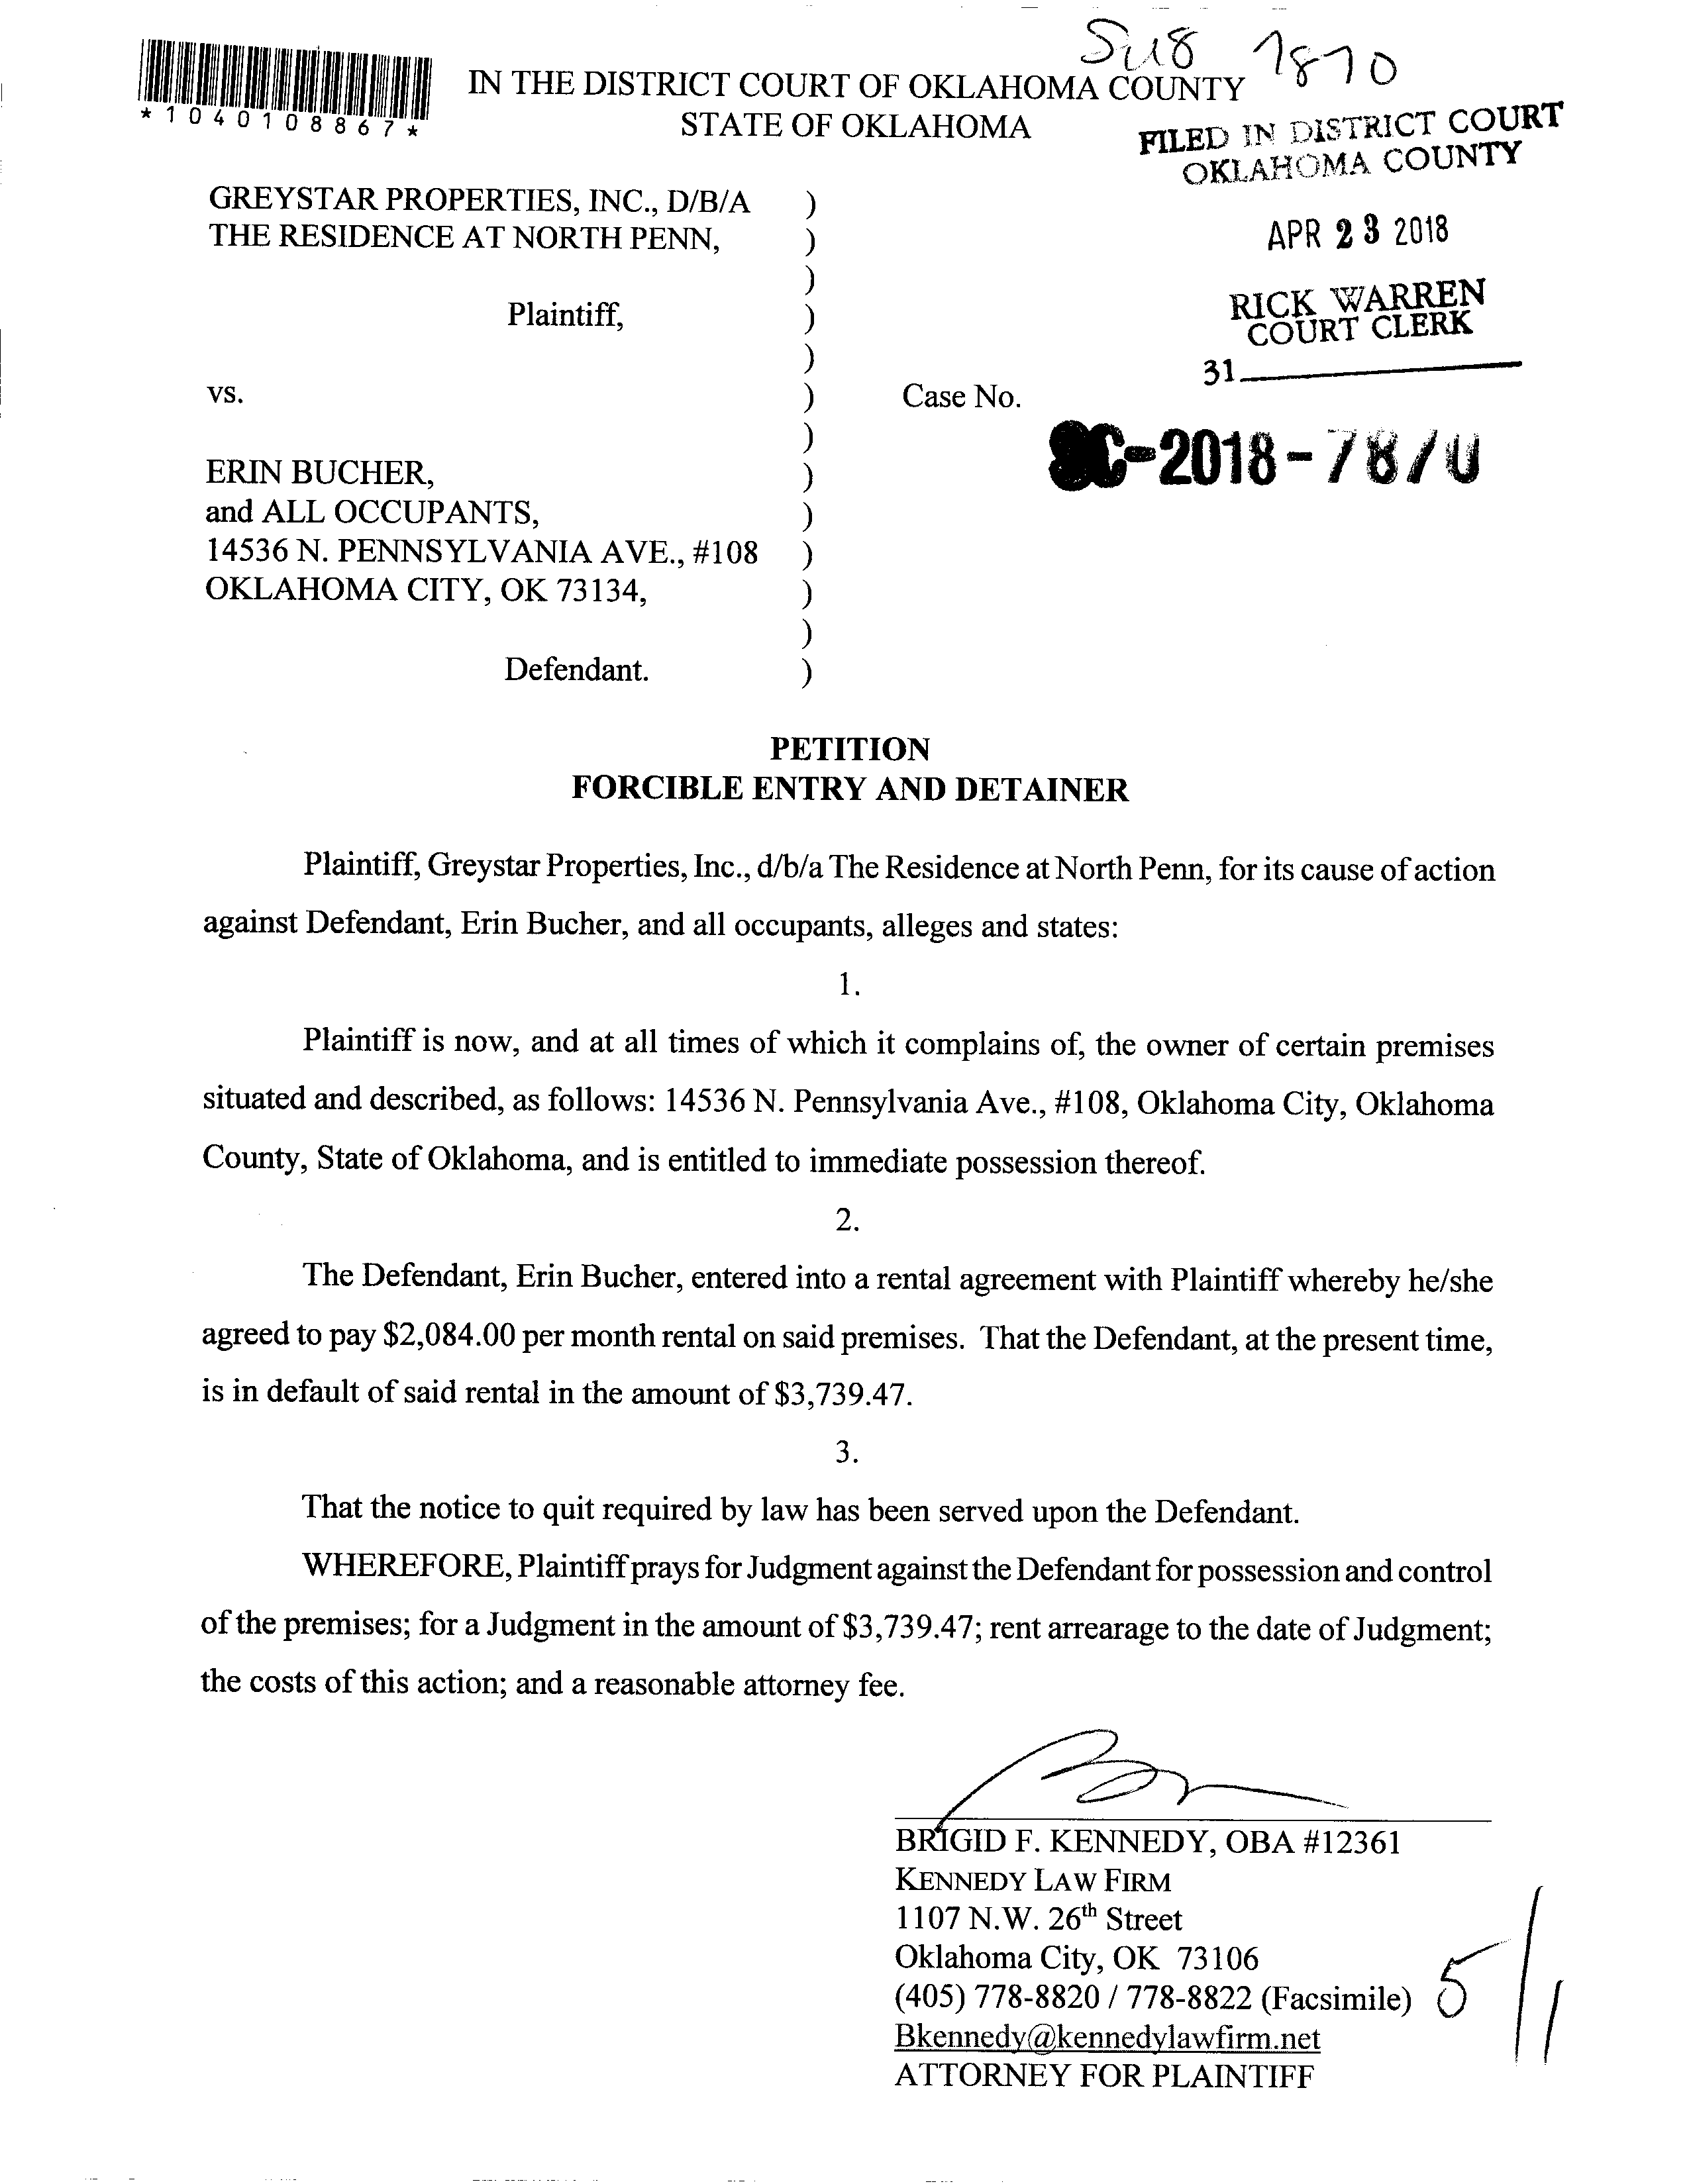 Su8 7870
*1040108867*
IN THE DISTRICT COURT OF OKLAHOMA COUNTY
STATE OF OKLAHOMA
FILED IN DISTRICT COURT
OKLAHOMA COUNTY
APR 23 2018
RICK WARREN
COURT CLERK
31
GREYSTAR PROPERTIES, INC., D/B/A )
THE RESIDENCE AT NORTH PENN, )
)
Plaintiff, )
)
vs. ) Case No.
SC-2018-7870
)
ERIN BUCHER, )
and ALL OCCUPANTS, )
14536 N. PENNSYLVANIA AVE., #108 )
OKLAHOMA CITY, OK 73134, )
)
Defendant. )
PETITION
FORCIBLE ENTRY AND DETAINER
Plaintiff, Greystar Properties, Inc., d/b/a The Residence at North Penn, for its cause of action
against Defendant, Erin Bucher, and all occupants, alleges and states:
1.
Plaintiff is now, and at all times of which it complains of, the owner of certain premises
situated and described, as follows: 14536 N. Pennsylvania Ave., #108, Oklahoma City, Oklahoma
County, State of Oklahoma, and is entitled to immediate possession thereof.
2.
The Defendant, Erin Bucher, entered into a rental agreement with Plaintiff whereby he/she
agreed to pay $2,084.00 per month rental on said premises. That the Defendant, at the present time,
is in default of said rental in the amount of $3,739.47.
3.
That the notice to quit required by law has been served upon the Defendant.
WHEREFORE, Plaintiff prays for Judgment against the Defendant for possession and control
of the premises; for a Judgment in the amount of $3,739.47; rent arrearage to the date of Judgment;
the costs of this action; and a reasonable attorney fee.
BRIGID F. KENNEDY, OBA #12361
KENNEDY LAW FIRM
1107 N.W. 26th Street
Oklahoma City, OK 73106
(405) 778-8820 / 778-8822 (Facsimile)
Bkennedy@kennedylawfirm.net
ATTORNEY FOR PLAINTIFF
5/1